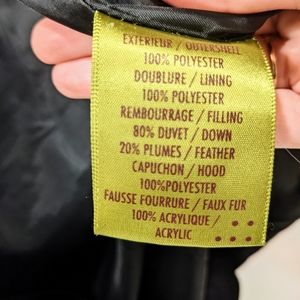 EXTÉRIEUR / OUTERSHELL
100% POLYESTER
DOUBLURE / LINING
100% POLYESTER
REMBOURRAGE / FILLING
80% DUVET / DOWN
20% PLUMES / FEATHER
CAPUCHON / HOOD
100%POLYESTER
FAUSSE FOURRURE / FAUX FUR
100% ACRYLIQUE /
ACRYLIC